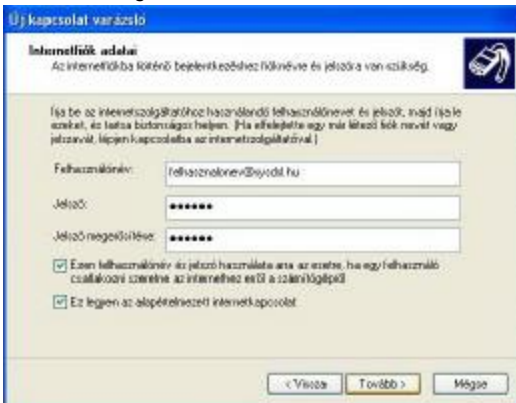 Új kapcsolat varázsló
Internetfiók adatai
Az internetfiókba történő bejelentkezéshez fióknévre és jelszóra van szükség.
Írja be az internetszolgáltatóhoz használandó felhasználónevet és jelszót, majd írja le
ezeket, és tartsa biztonságos helyen. (Ha elfelejtette egy már létező fiók nevét vagy
jelszavát, lépjen kapcsolatba az internetszolgáltatóval.)
Felhasználónév:
Jelszó: ●●●●●●
Jelszó megerősítése: ●●●●●●
Ezen felhasználónév és jelszó használata arra az esetre, ha egy felhasználó
csatlakozni szeretne az internethez erről a számítógépről
Ez legyen az alapértelmezett internetkapcsolat
< Vissza Tovább > Mégse